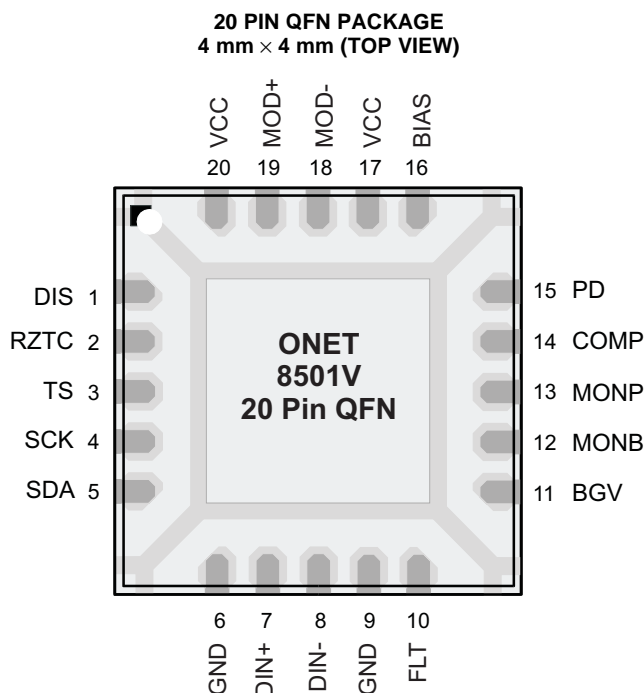 20 PIN QFN PACKAGE
4 mm × 4 mm (TOP VIEW)
VCC MOD+ MOD- VCC BIAS
20 19 18 17 16
DIS 1
RZTC 2
TS 3
SCK 4
SDA 5
ONET
8501V
20 Pin QFN
15 PD
14 COMP
13 MONP
12 MONB
11 BGV
6 7 8 9 10
GND DIN+ DIN- GND FLT